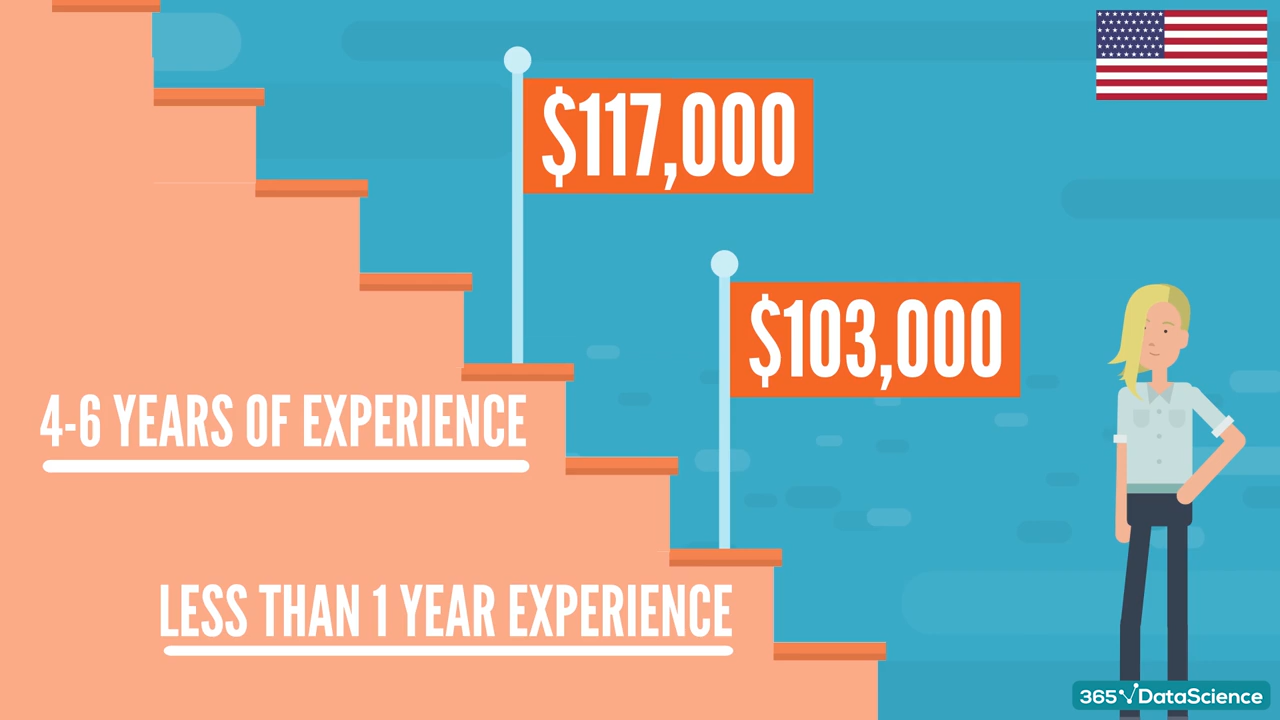 $117,000
$103,000
4-6 YEARS OF EXPERIENCE
LESS THAN 1 YEAR EXPERIENCE
365 DataScience